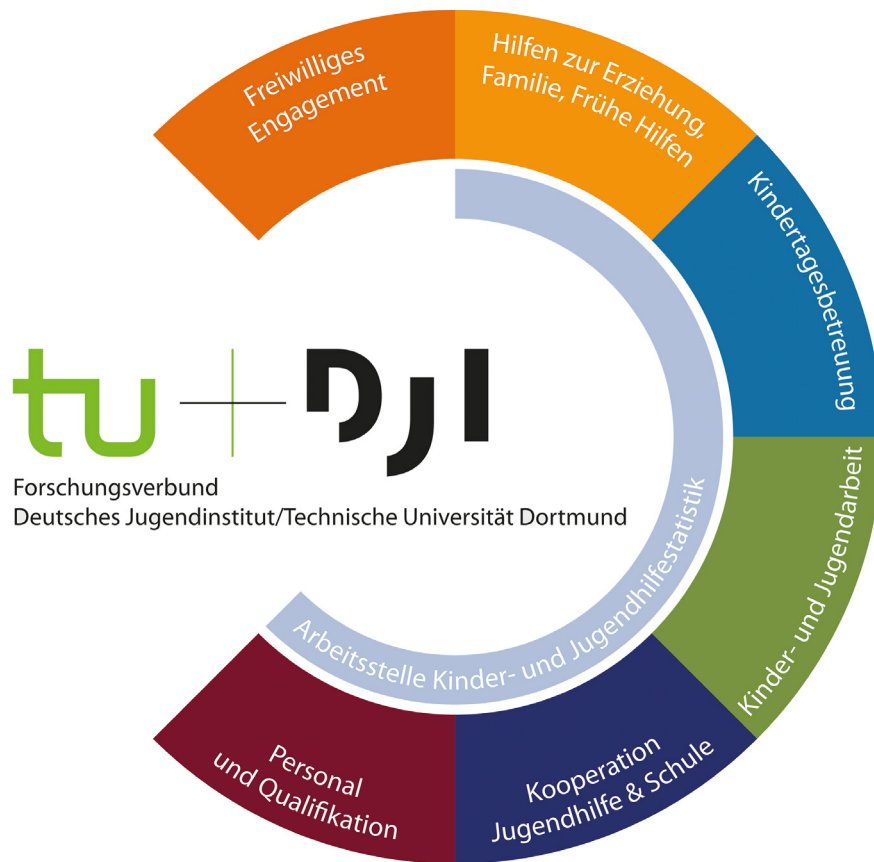 Freiwilliges
Engagement
Hilfen zur Erziehung,
Familie, Frühe Hilfen
Kindertagesbetreuung
Kinder- und Jugendarbeit
Kooperation
Jugendhilfe & Schule
Personal
und Qualifikation
Arbeitsstelle Kinder- und Jugendhilfestatistik
tu DJI
Forschungsverbund
Deutsches Jugendinstitut/Technische Universität Dortmund